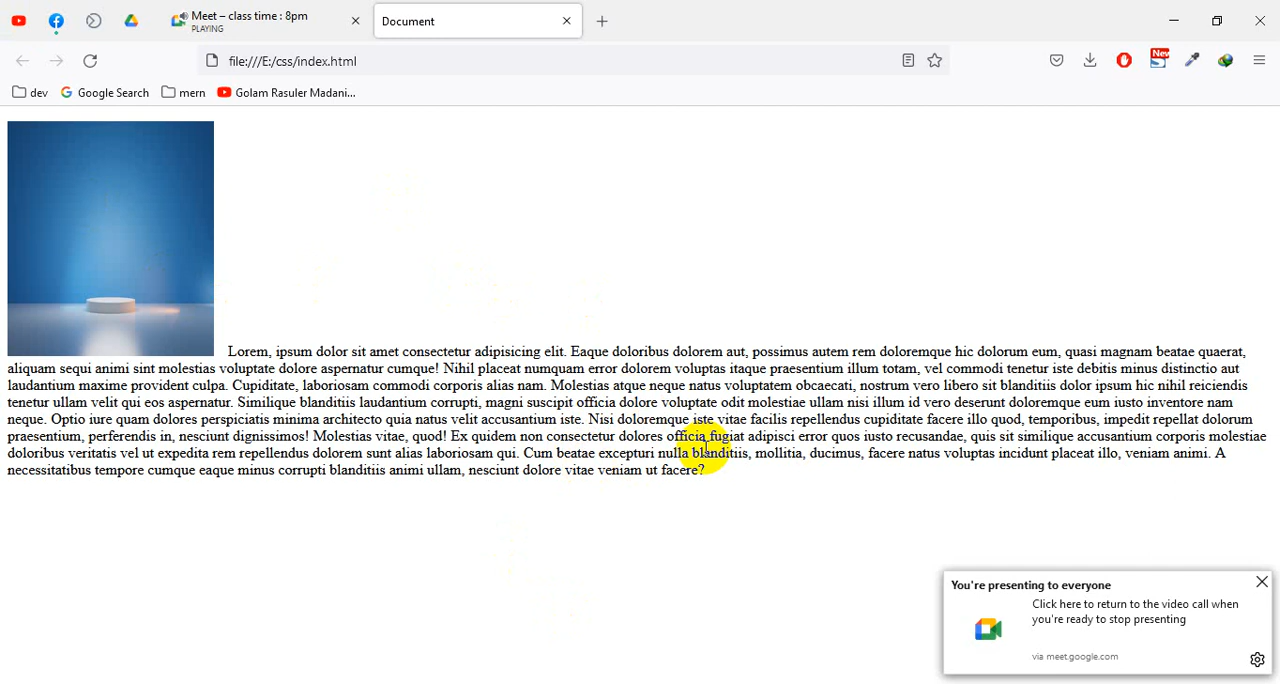 Meet – class time : 8pm
PLAYING
Document
file:///E:/css/index.html
New
dev
Google Search
mern
Golam Rasuler Madani...
Lorem, ipsum dolor sit amet consectetur adipisicing elit. Eaque doloribus dolorem aut, possimus autem rem doloremque hic dolorum eum, quasi magnam beatae quaerat,
aliquam sequi animi sint molestias voluptate dolore aspernatur cumque! Nihil placeat numquam error dolorem voluptas itaque praesentium illum totam, vel commodi tenetur iste debitis minus distinctio aut
laudantium maxime provident culpa. Cupiditate, laboriosam commodi corporis alias nam. Molestias atque neque natus voluptatem obcaecati, nostrum vero libero sit blanditiis dolor ipsum hic nihil reiciendis
tenetur ullam velit qui eos aspernatur. Similique blanditiis laudantium corrupti, magni suscipit officia dolore voluptate odit molestiae ullam nisi illum id vero deserunt doloremque eum iusto inventore nam
neque. Optio iure quam dolores perspiciatis minima architecto quia natus velit accusantium iste. Nisi doloremque iste vitae facilis repellendus cupiditate facere illo quod, temporibus, impedit repellat dolorum
praesentium, perferendis in, nesciunt dignissimos! Molestias vitae, quod! Ex quidem non consectetur dolores officia fugiat adipisci error quos iusto recusandae, quis sit similique accusantium corporis molestiae
doloribus veritatis vel ut expedita rem repellendus dolorem sunt alias laboriosam qui. Cum beatae excepturi nulla blanditiis, mollitia, ducimus, facere natus voluptas incidunt placeat illo, veniam animi. A
necessitatibus tempore cumque eaque minus corrupti blanditiis animi ullam, nesciunt dolore vitae veniam ut facere?
You're presenting to everyone
Click here to return to the video call when
you're ready to stop presenting
via meet.google.com